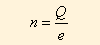 n = Q/e